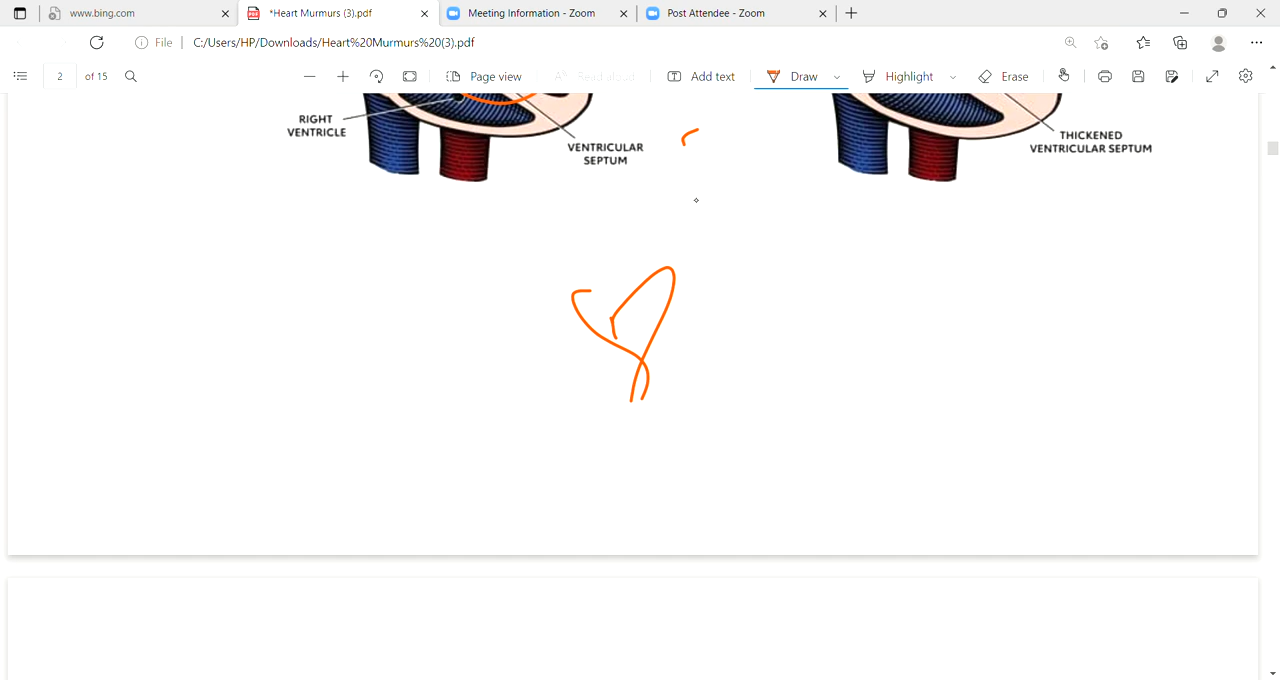 www.bing.com
*Heart Murmurs (3).pdf
Meeting Information - Zoom
Post Attendee - Zoom
File | C:/Users/HP/Downloads/Heart%20Murmurs%20(3).pdf
2 of 15
Page view
Read aloud
Add text
Draw
Highlight
Erase
RIGHT
VENTRICLE
VENTRICULAR
SEPTUM
THICKENED
VENTRICULAR SEPTUM